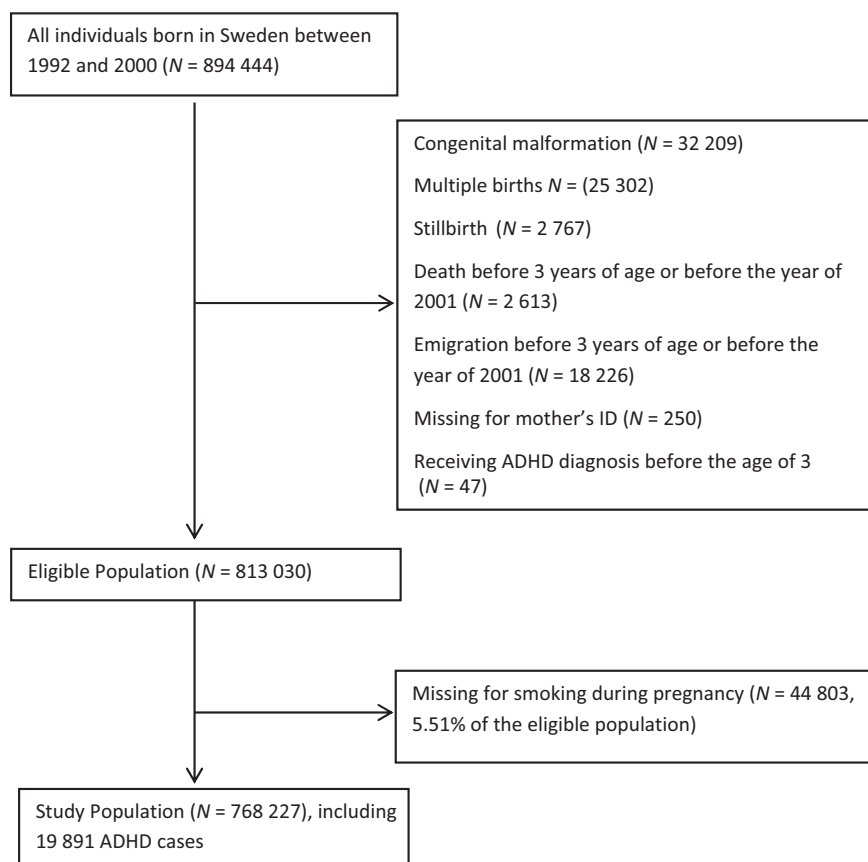 All individuals born in Sweden between
1992 and 2000 (N = 894 444)
Congenital malformation (N = 32 209)
Multiple births N = (25 302)
Stillbirth (N = 2 767)
Death before 3 years of age or before the year of
2001 (N = 2 613)
Emigration before 3 years of age or before the
year of 2001 (N = 18 226)
Missing for mother's ID (N = 250)
Receiving ADHD diagnosis before the age of 3
(N = 47)
Eligible Population (N = 813 030)
Missing for smoking during pregnancy (N = 44 803,
5.51% of the eligible population)
Study Population (N = 768 227), including
19 891 ADHD cases